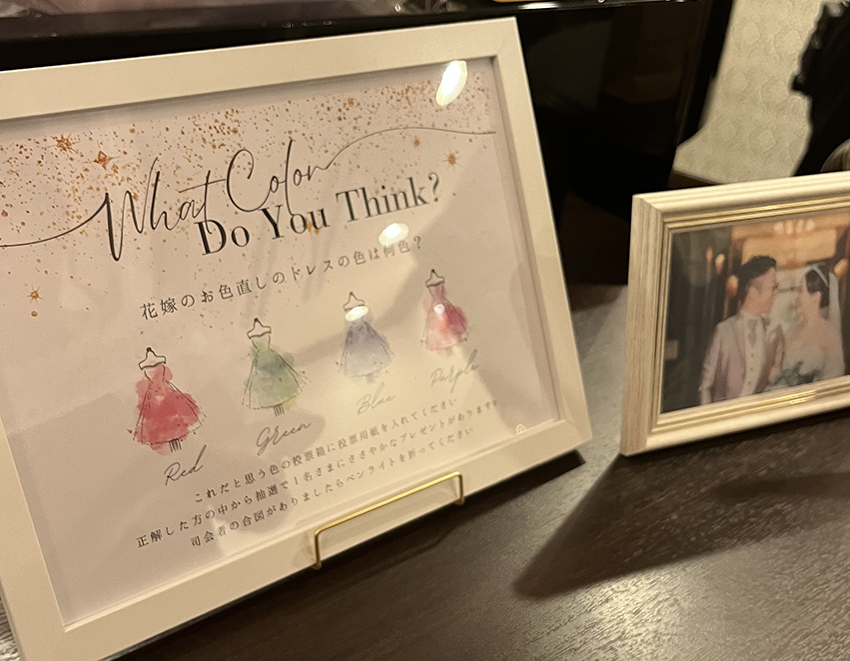 What Color
Do You Think?
花嫁のお色直しのドレスの色は何色？
Red
Green
Blue
Purple
これだと思う色の投票箱に投票用紙を入れてください
正解した方の中から抽選で1名さまにささやかなプレゼントがあります
司会者の合図がありましたらペンライトを折ってください